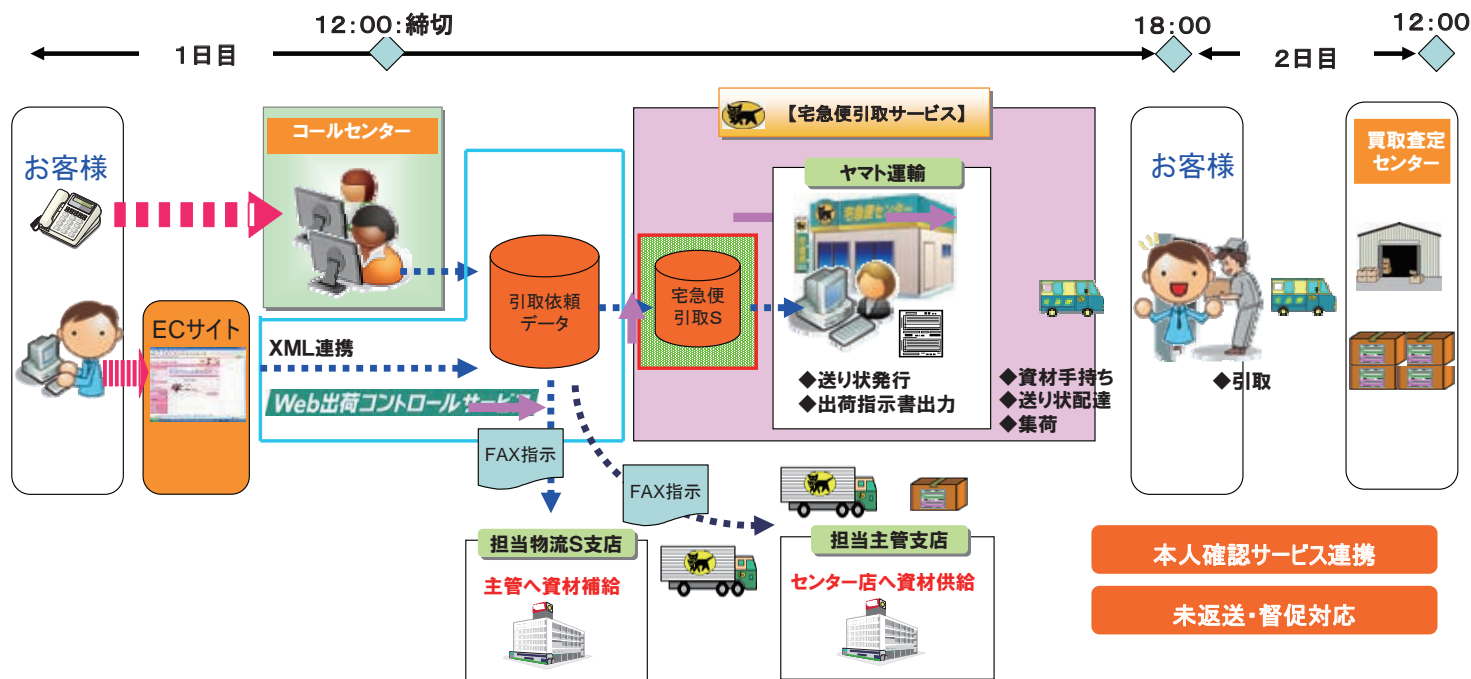 12:00:締切
18:00
12:00
1日目
2日目
お客様
コールセンター
【宅急便引取サービス】
ヤマト運輸
宅急便センター
お客様
買取査定
センター
引取依頼
データ
宅急便
引取S
ECサイト
XML連携
Web出荷コントロールサービス
◆送り状発行
◆出荷指示書出力
◆資材手持ち
◆送り状配達
◆集荷
◆引取
FAX指示
FAX指示
担当物流S支店
主管へ資材補給
担当主管支店
センター店へ資材供給
本人確認サービス連携
未返送・督促対応